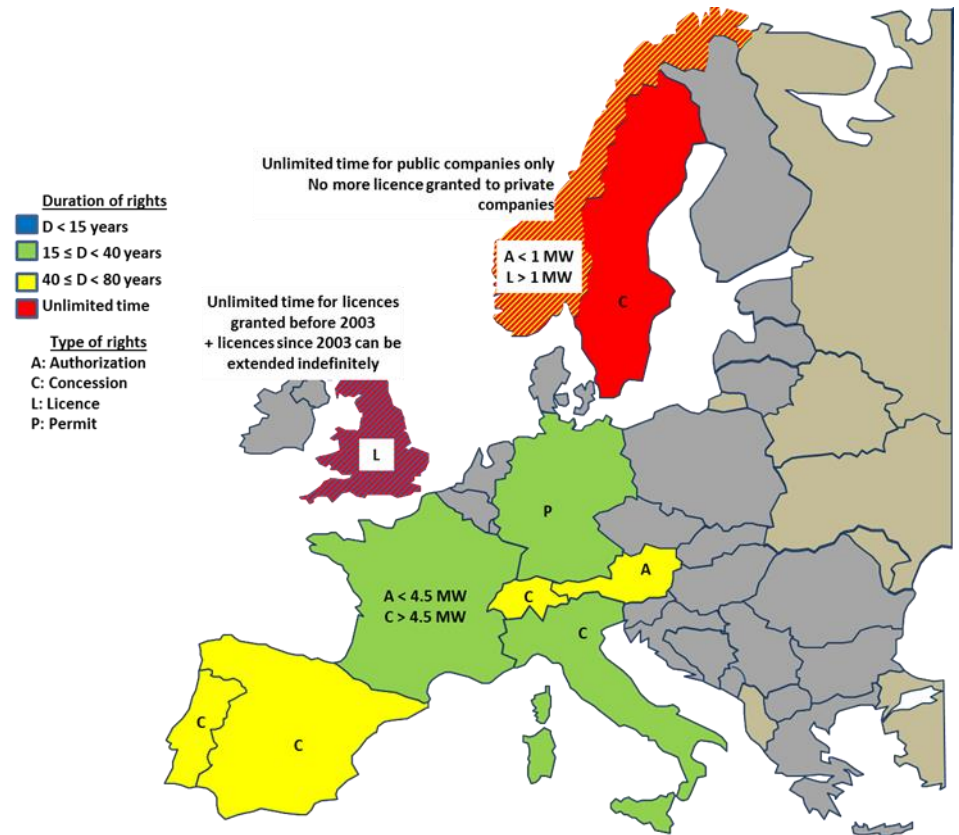 Unlimited time for public companies only
No more licence granted to private
companies
Duration of rights
D < 15 years
15 ≤ D < 40 years
40 ≤ D < 80 years
Unlimited time
Type of rights
A: Authorization
C: Concession
L: Licence
P: Permit
Unlimited time for licences
granted before 2003
+ licences since 2003 can be
extended indefinitely
A < 1 MW
L > 1 MW
C
L
P
A
C
A < 4.5 MW
C > 4.5 MW
C
C
C